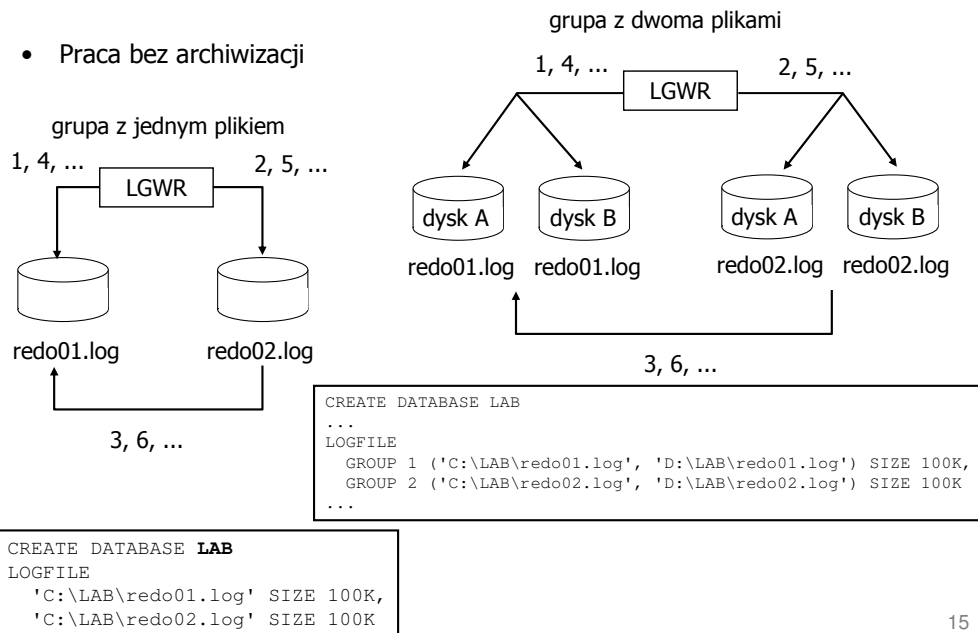 • Praca bez archiwizacji
grupa z jednym plikiem
1, 4, ...
2, 5, ...
LGWR
redo01.log
redo02.log
3, 6, ...
CREATE DATABASE LAB
LOGFILE
'C:\LAB\redo01.log' SIZE 100K,
'C:\LAB\redo02.log' SIZE 100K
grupa z dwoma plikami
1, 4, ...
2, 5, ...
LGWR
dysk A
dysk B
dysk A
dysk B
redo01.log
redo01.log
redo02.log
redo02.log
3, 6, ...
CREATE DATABASE LAB
...
LOGFILE
GROUP 1 ('C:\LAB\redo01.log', 'D:\LAB\redo01.log') SIZE 100K,
GROUP 2 ('C:\LAB\redo02.log', 'D:\LAB\redo02.log') SIZE 100K
...
15